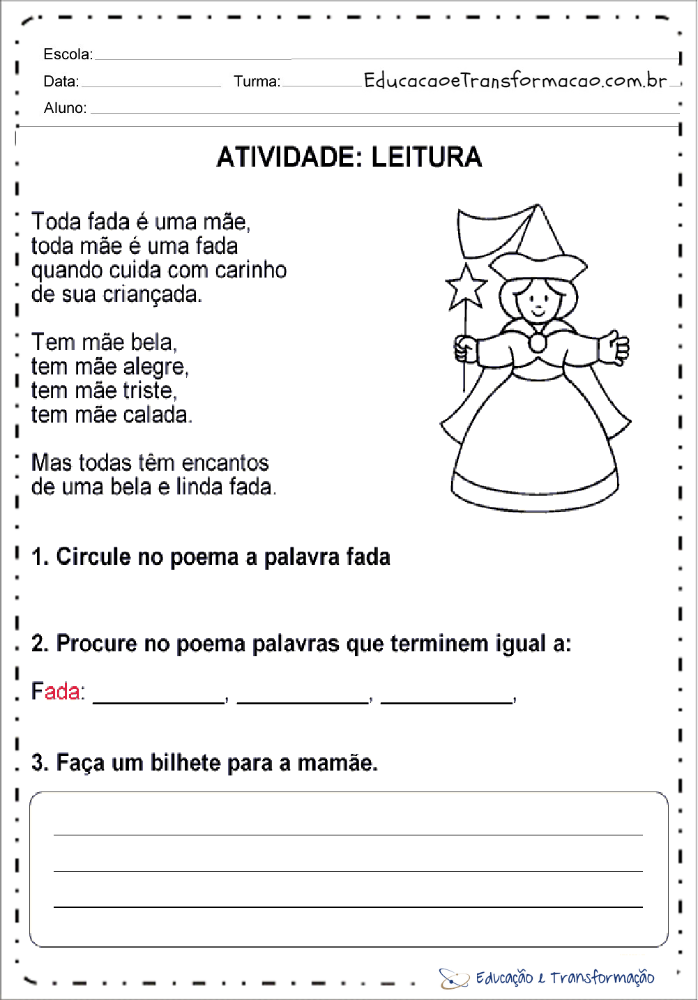 Escola:
Data: Turma: EducacaoeTransformacao.com.br
Aluno:
ATIVIDADE: LEITURA
Toda fada é uma mãe,
toda mãe é uma fada
quando cuida com carinho
de sua criançada.
Tem mãe bela,
tem mãe alegre,
tem mãe triste,
tem mãe calada.
Mas todas têm encantos
de uma bela e linda fada.
1. Circule no poema a palavra fada
2. Procure no poema palavras que terminem igual a:
Fada: ___________, ___________, ___________,
3. Faça um bilhete para a mamãe.
Educação e Transformação